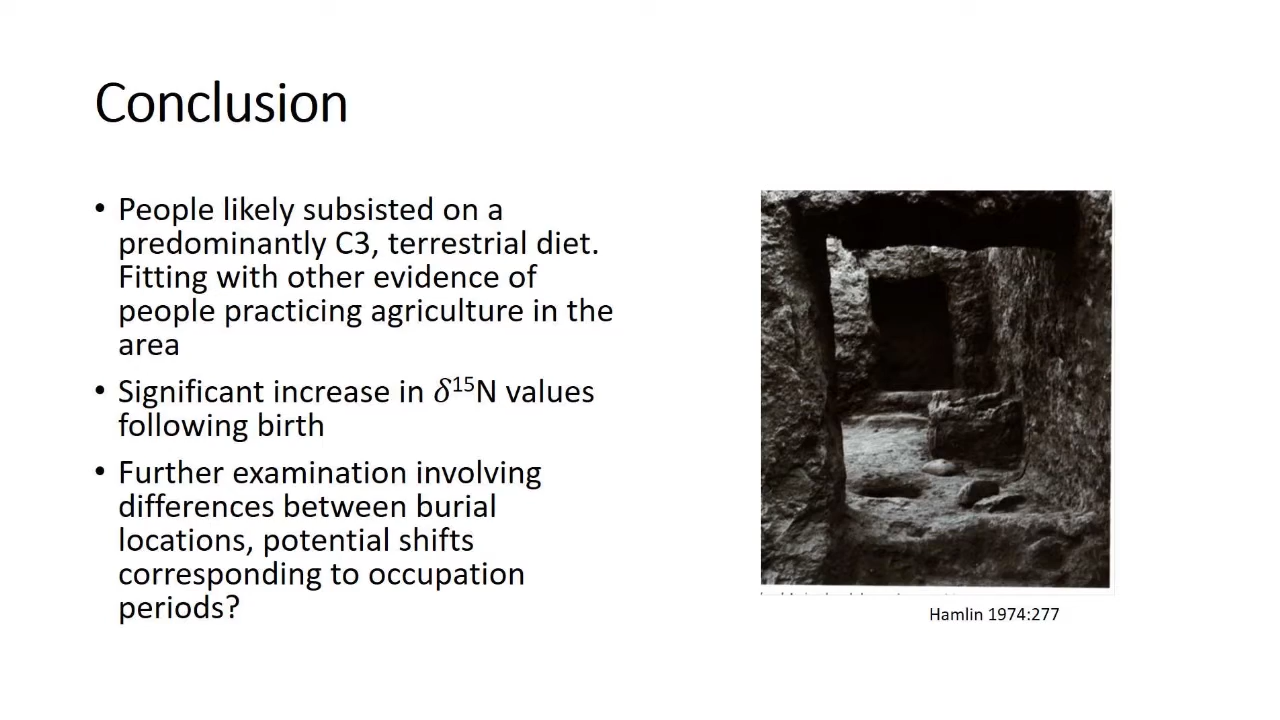 Conclusion
• People likely subsisted on a
predominantly C3, terrestrial diet.
Fitting with other evidence of
people practicing agriculture in the
area
• Significant increase in δ¹⁵N values
following birth
• Further examination involving
differences between burial
locations, potential shifts
corresponding to occupation
periods?
Hamlin 1974:277